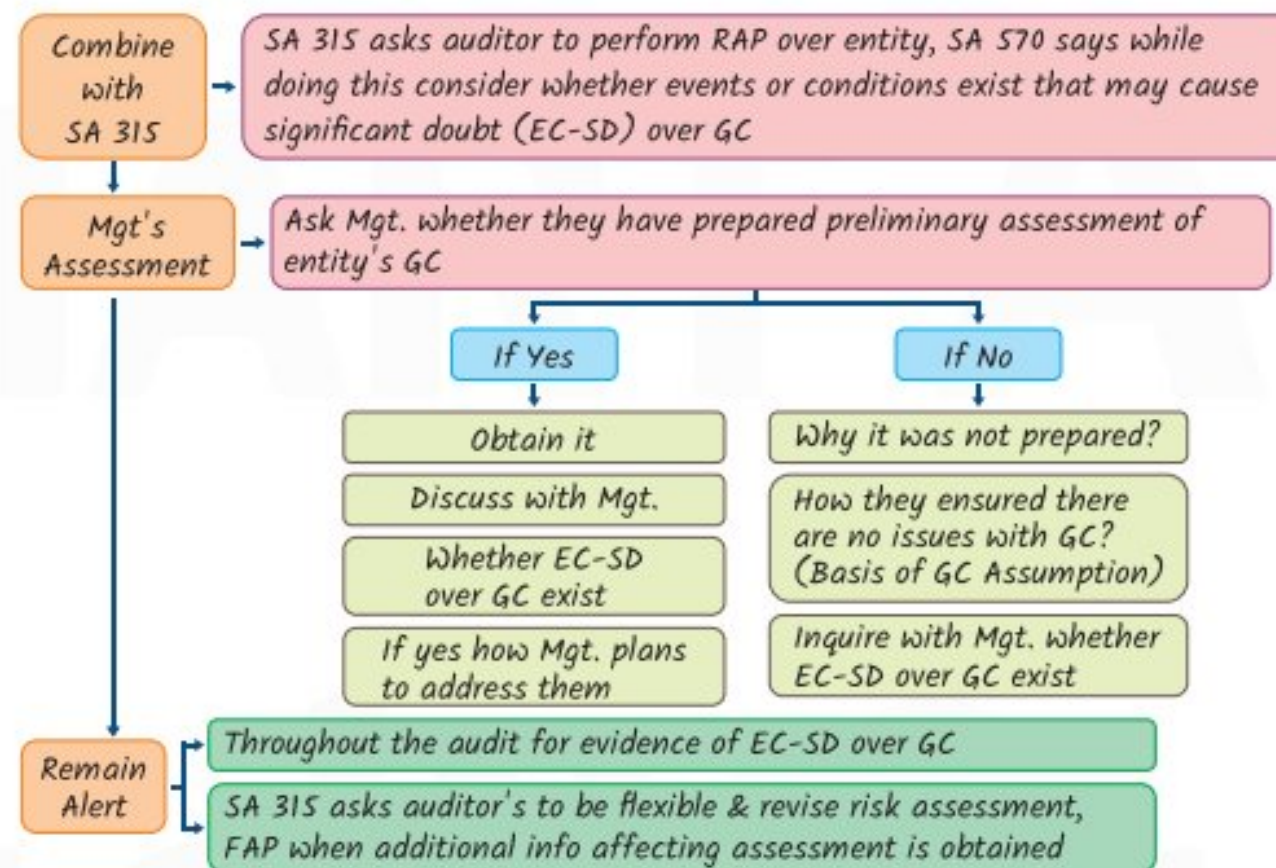 Combine
with
SA 315
SA 315 asks auditor to perform RAP over entity, SA 570 says while
doing this consider whether events or conditions exist that may cause
significant doubt (EC-SD) over GC
Mgt's
Assessment
Ask Mgt. whether they have prepared preliminary assessment of
entity's GC
If Yes
Obtain it
Discuss with Mgt.
Whether EC-SD
over GC exist
If yes how Mgt. plans
to address them
If No
Why it was not prepared?
How they ensured there
are no issues with GC?
(Basis of GC Assumption)
Inquire with Mgt. whether
EC-SD over GC exist
Remain
Alert
Throughout the audit for evidence of EC-SD over GC
SA 315 asks auditor's to be flexible & revise risk assessment,
FAP when additional info affecting assessment is obtained